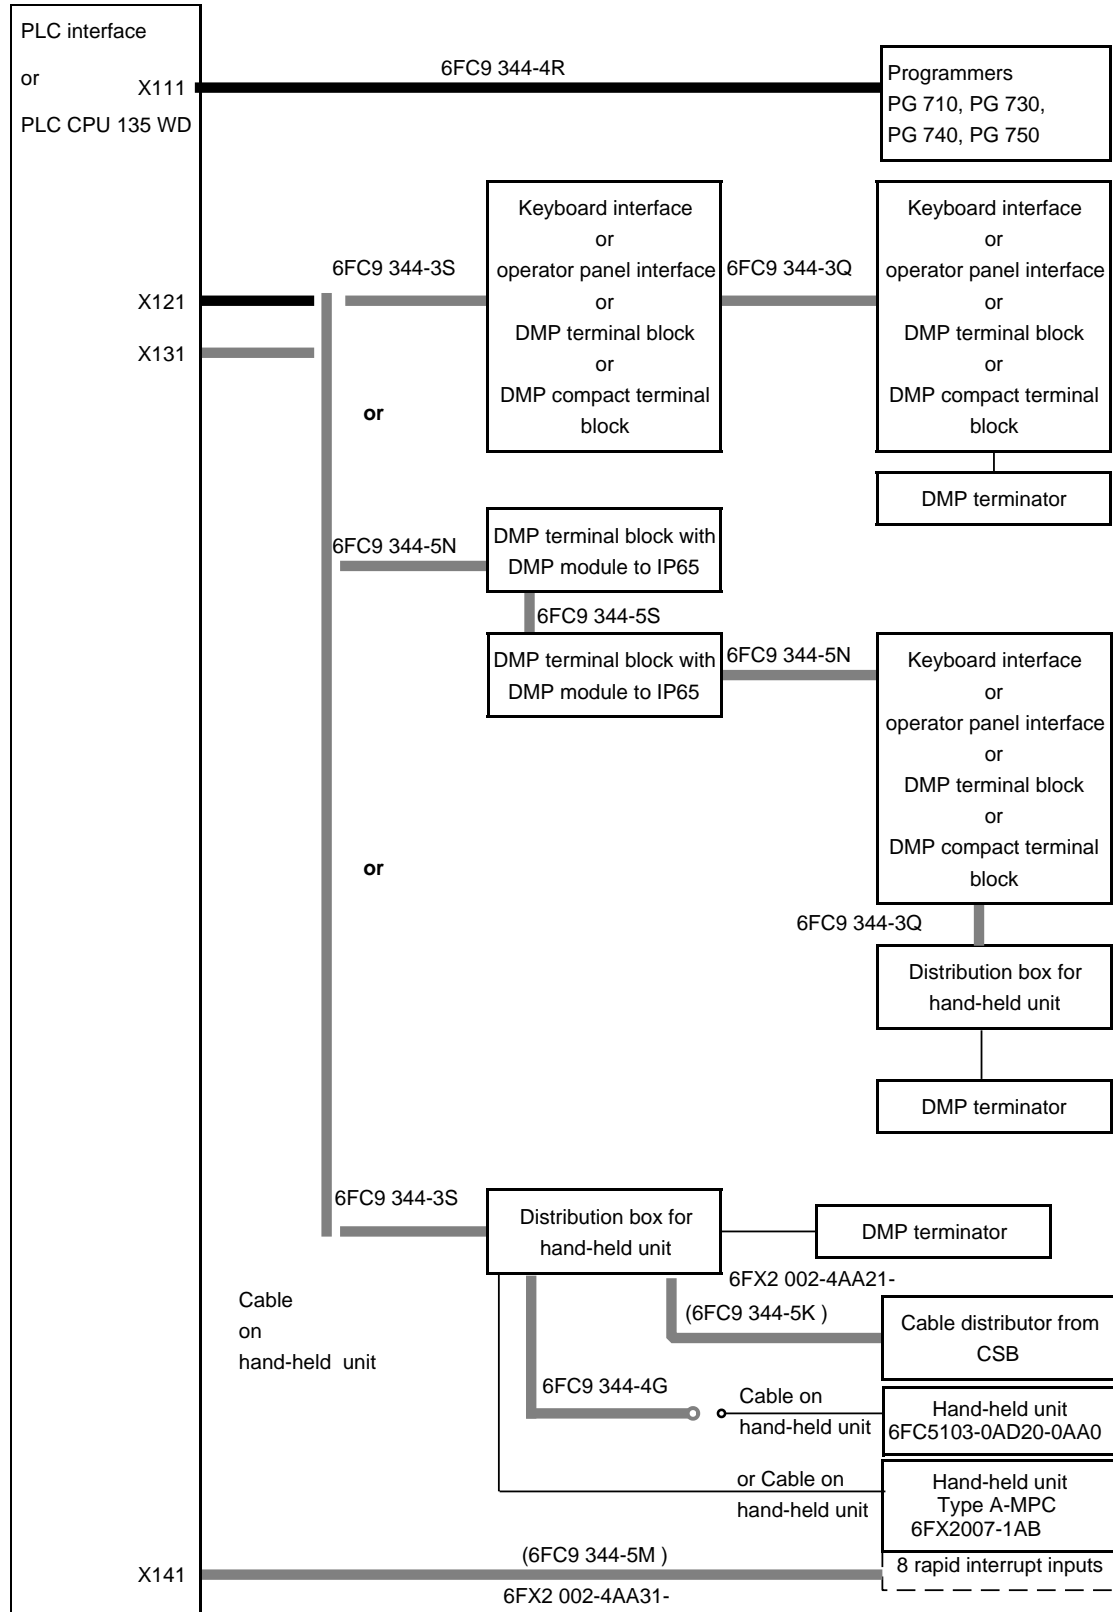 PLC interface
or
X111
PLC CPU 135 WD
6FC9 344-4R
Programmers
PG 710, PG 730,
PG 740, PG 750
X121
X131
6FC9 344-3S
Keyboard interface
or
operator panel interface
or
DMP terminal block
or
DMP compact terminal
block
6FC9 344-3Q
Keyboard interface
or
operator panel interface
or
DMP terminal block
or
DMP compact terminal
block
DMP terminator
or
6FC9 344-5N
DMP terminal block with
DMP module to IP65
6FC9 344-5S
DMP terminal block with
DMP module to IP65
6FC9 344-5N
Keyboard interface
or
operator panel interface
or
DMP terminal block
or
DMP compact terminal
block
or
6FC9 344-3Q
Distribution box for
hand-held unit
DMP terminator
6FC9 344-3S
Distribution box for
hand-held unit
DMP terminator
6FX2 002-4AA21-
(6FC9 344-5K )
Cable distributor from
CSB
Cable
on
hand-held unit
6FC9 344-4G
Cable on
hand-held unit
Hand-held unit
6FC5103-0AD20-0AA0
or Cable on
hand-held unit
Hand-held unit
Type A-MPC
6FX2007-1AB
X141
(6FC9 344-5M )
6FX2 002-4AA31-
8 rapid interrupt inputs